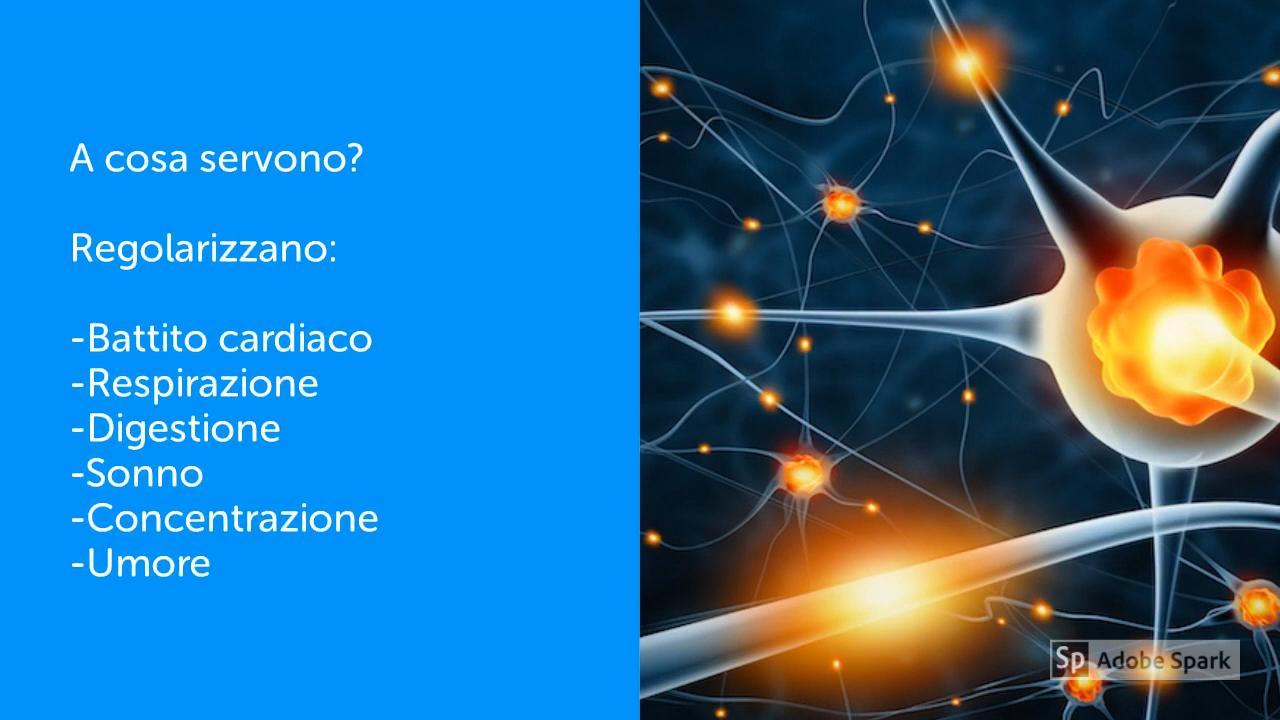 A cosa servono?
Regolarizzano:
-Battito cardiaco
-Respirazione
-Digestione
-Sonno
-Concentrazione
-Umore
Sp Adobe Spark